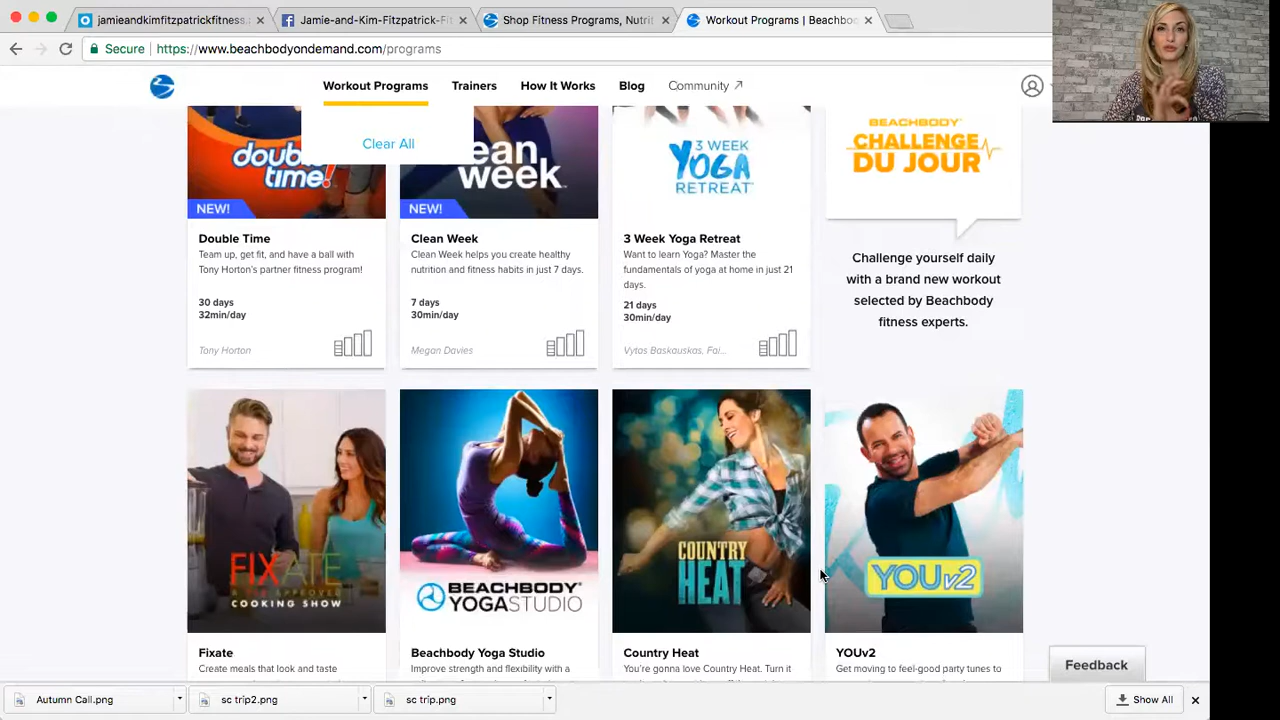 jamieandkimfitzpatrickfitness.
Jamie-and-Kim-Fitzpatrick-Fit
Shop Fitness Programs, Nutrit
Workout Programs | Beachbo
Secure
https://www.beachbodyondemand.com/programs
Workout Programs
Trainers
How It Works
Blog
Community
Clear All
double time!
NEW!
clean week
NEW!
3 WEEK
YOGA
RETREAT
BEACHBODY
CHALLENGE
DU JOUR
Double Time
Team up, get fit, and have a ball with
Tony Horton's partner fitness program!
30 days
32min/day
Tony Horton
Clean Week
Clean Week helps you create healthy
nutrition and fitness habits in just 7 days.
7 days
30min/day
Megan Davies
3 Week Yoga Retreat
Want to learn Yoga? Master the
fundamentals of yoga at home in just 21
days.
21 days
30min/day
Vytas Baskauskas, Fai...
Challenge yourself daily
with a brand new workout
selected by Beachbody
fitness experts.
FIXATE
COOKING SHOW
BEACHBODY
YOGASTUDIO
COUNTRY
HEAT
YOUv2
Fixate
Create meals that look and taste
Beachbody Yoga Studio
Improve strength and flexibility with a
Country Heat
You're gonna love Country Heat. Turn it
YOUv2
Get moving to feel-good party tunes to
Feedback
Autumn Call.png
sc trip2.png
sc trip.png
Show All